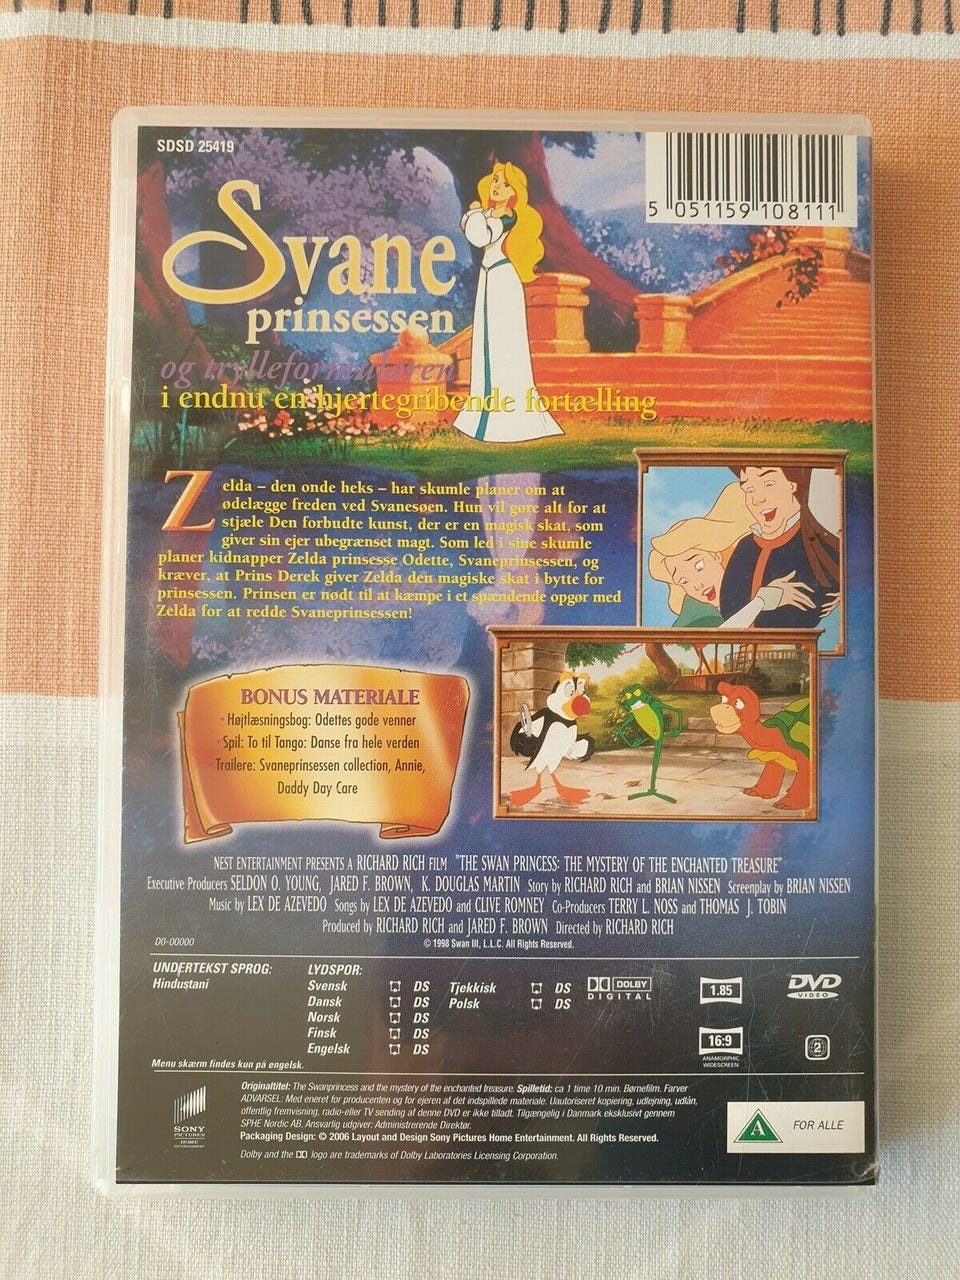 SDSD 25419
5 051159 108111
Svane
prinsessen
og trylleformularen
i endnu en hjertegribende fortælling
Zelda – den onde heks – har skumle planer om at
ødelægge freden ved Svanesøen. Hun vil gøre alt for at
stjæle Den forbudte kunst, der er en magisk skat, som
giver sin ejer ubegrænset magt. Som led i sine skumle
planer kidnapper Zelda prinsesse Odette, Svaneprinsessen, og
kræver, at Prins Derek giver Zelda den magiske skat i bytte for
prinsessen. Prinsen er nødt til at kæmpe i et spændende opgør med
Zelda for at redde Svaneprinsessen!
BONUS MATERIALE
• Højtlæsningsbog: Odettes gode venner
• Spil: To til Tango: Danse fra hele verden
• Trailere: Svaneprinsessen collection, Annie,
Daddy Day Care
NEST ENTERTAINMENT PRESENTS A RICHARD RICH FILM "THE SWAN PRINCESS: THE MYSTERY OF THE ENCHANTED TREASURE"
Executive Producers SELDON O. YOUNG, JARED F. BROWN, K. DOUGLAS MARTIN Story by RICHARD RICH and BRIAN NISSEN Screenplay by BRIAN NISSEN
Music by LEX DE AZEVEDO Songs by LEX DE AZEVEDO and CLIVE ROMNEY Co-Producers TERRY L. NOSS and THOMAS J. TOBIN
Produced by RICHARD RICH and JARED F. BROWN Directed by RICHARD RICH
© 1998 Swan III, L.L.C. All Rights Reserved.
D0-00000
UNDERTEKST SPROG:
Hindustani
LYDSPOR:
Svensk DS
Dansk DS
Norsk DS
Finsk DS
Engelsk DS
Tjekkisk DS
Polsk DS
DOLBY
DIGITAL
1.85
16:9
ANAMORPHIC
WIDESCREEN
DVD
VIDEO
2
Menu skærm findes kun på engelsk.
SONY
PICTURES
HOME
ENTERTAINMENT
Originaltitel: The Swanprincess and the mystery of the enchanted treasure. Spilletid: ca 1 time 10 min. Børnefilm. Farver
ADVARSEL: Med eneret for producenten og for ejeren af det indspillede materiale. Uautoriseret kopiering, udlejning, udlån,
offentlig fremvisning, radio-eller TV sending af denne DVD er ikke tilladt. Tilgængelig i Danmark eksklusivt gennem
SPHE Nordic AB. Ansvarlig udgiver: Administrerende Direktør.
Packaging Design: © 2006 Layout and Design Sony Pictures Home Entertainment. All Rights Reserved.
Dolby and the DD logo are trademarks of Dolby Laboratories Licensing Corporation.
A
FOR ALLE